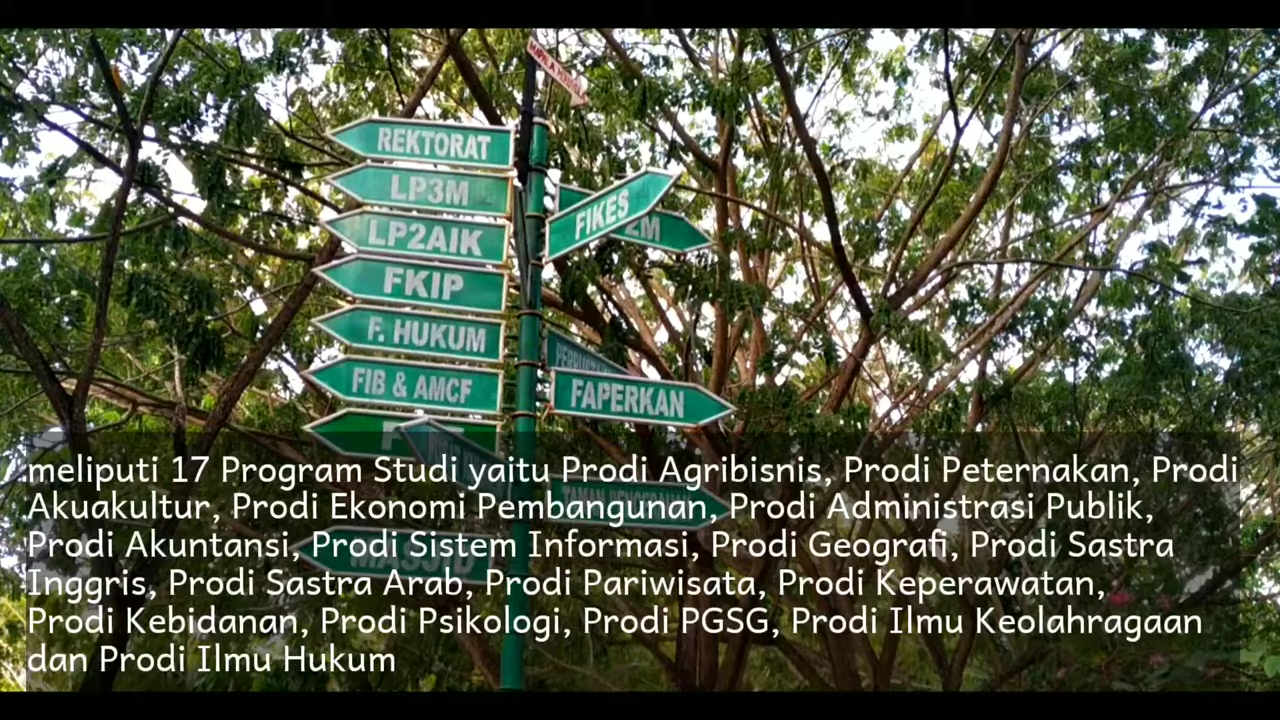 REKTORAT
LP3M
LP2AIK
FKIP
F. HUKUM
FIB & AMCF
FIKES
2M
FAPERKAN
MASJID
meliputi 17 Program Studi yaitu Prodi Agribisnis, Prodi Peternakan, Prodi
Akuakultur, Prodi Ekonomi Pembangunan, Prodi Administrasi Publik,
Prodi Akuntansi, Prodi Sistem Informasi, Prodi Geografi, Prodi Sastra
Inggris, Prodi Sastra Arab, Prodi Pariwisata, Prodi Keperawatan,
Prodi Kebidanan, Prodi Psikologi, Prodi PGSG, Prodi Ilmu Keolahragaan
dan Prodi Ilmu Hukum